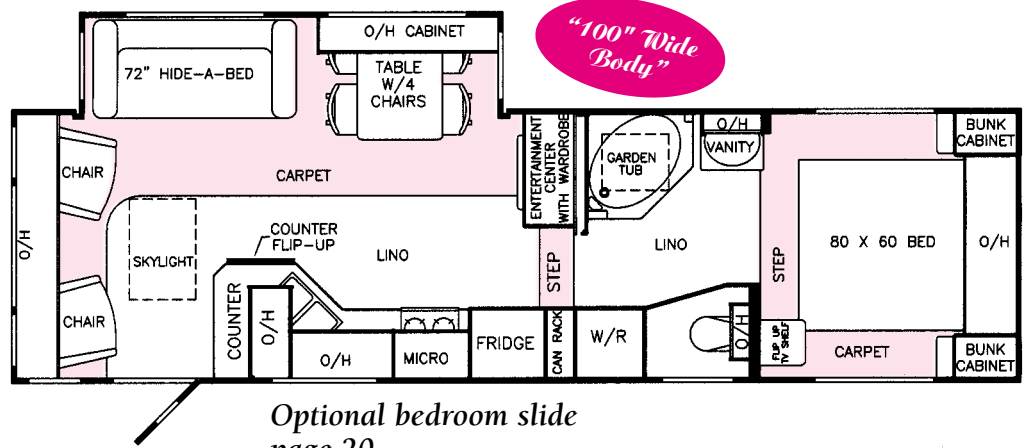 "100" Wide
Body"
O/H CABINET
72" HIDE-A-BED
TABLE
W/4
CHAIRS
O/H
CHAIR
CARPET
ENTERTAINMENT
CENTER
WITH WARDROBE
GARDEN
TUB
O/H
VANITY
BUNK
CABINET
COUNTER
FLIP-UP
SKYLIGHT
LINO
STEP
LINO
STEP
80 X 60 BED
O/H
CHAIR
COUNTER
O/H
O/H
MICRO
FRIDGE
CAN RACK
W/R
O/H
FLIP UP
TV SHELF
CARPET
BUNK
CABINET
Optional bedroom slide
page 20